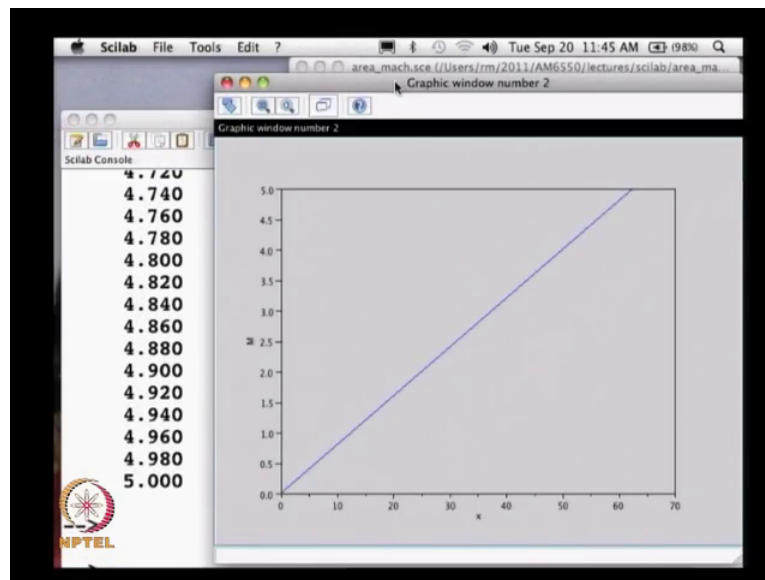 Scilab File Tools Edit ? Tue Sep 20 11:45 AM (98%)
area_mach.sce (/Users/rm/2011/AM6550/lectures/scilab/area_ma...
Graphic window number 2
Graphic window number 2
Scilab Console
4.720
4.740
4.760
4.780
4.800
4.820
4.840
4.860
4.880
4.900
4.920
4.940
4.960
4.980
5.000
-->
5.0
4.5
4.0
3.5
3.0
M 2.5
2.0
1.5
1.0
0.5
0.0
0 10 20 30 40 50 60 70
x
NPTEL